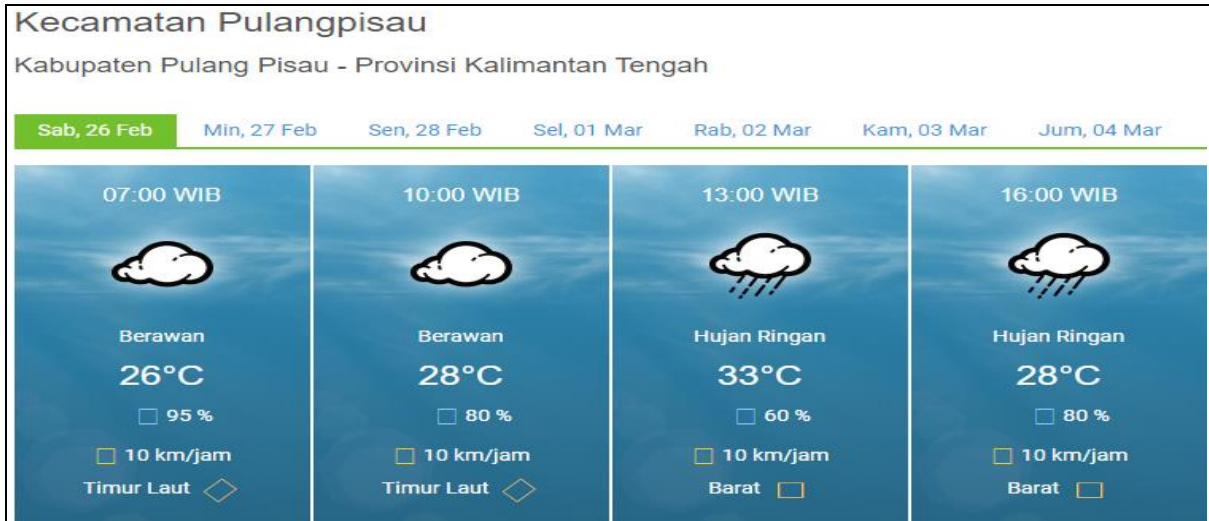 Kecamatan Pulangpisau
Kabupaten Pulang Pisau - Provinsi Kalimantan Tengah
Sab, 26 Feb Min, 27 Feb Sen, 28 Feb Sel, 01 Mar Rab, 02 Mar Kam, 03 Mar Jum, 04 Mar
07:00 WIB 10:00 WIB 13:00 WIB 16:00 WIB
Berawan Berawan Hujan Ringan Hujan Ringan
26°C 28°C 33°C 28°C
95 % 80 % 60 % 80 %
10 km/jam 10 km/jam 10 km/jam 10 km/jam
Timur Laut Timur Laut Barat Barat